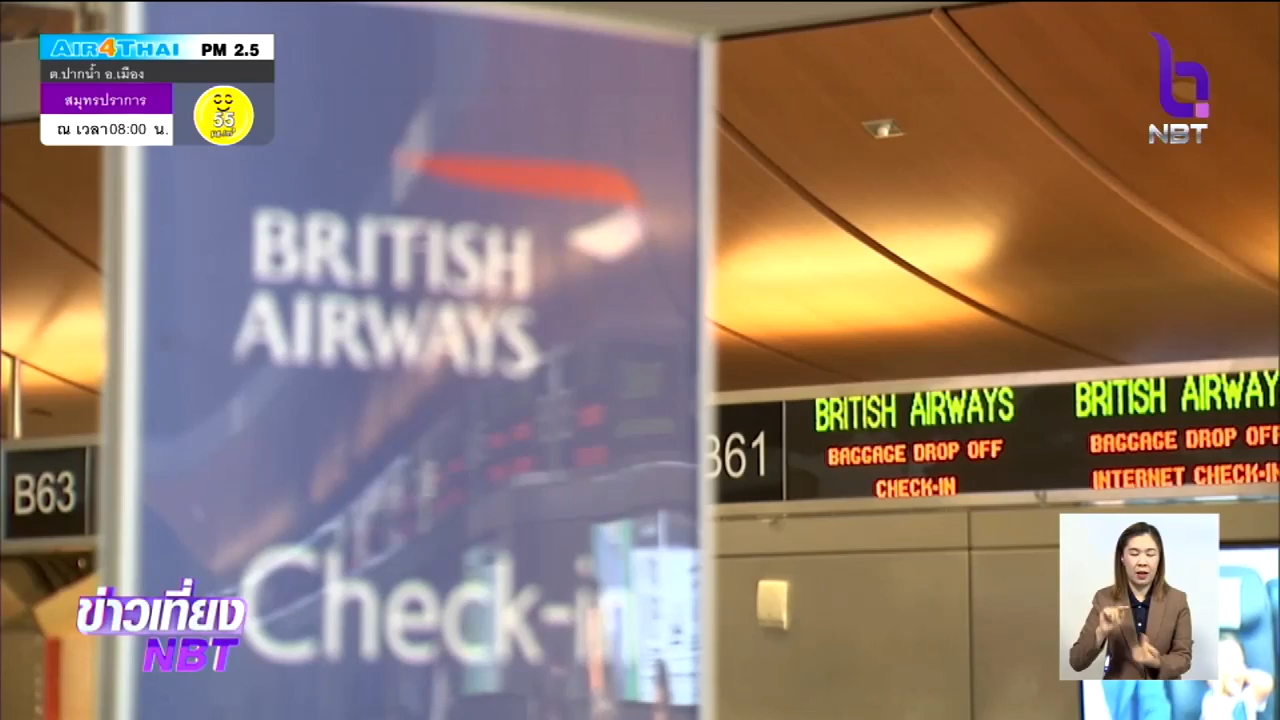 AIR4THAI PM 2.5
ต.ปากน้ำ อ.เมือง
สมุทรปราการ
ณ เวลา08:00 น.
55
µg./m³
NBT
BRITISH
AIRWAYS
Check-in
B63
B61
BRITISH AIRWAYS
BAGGAGE DROP OFF
CHECK-IN
BRITISH AIRWAY
BAGGAGE DROP OFF
INTERNET CHECK-IN
ข่าวเที่ยง
NBT